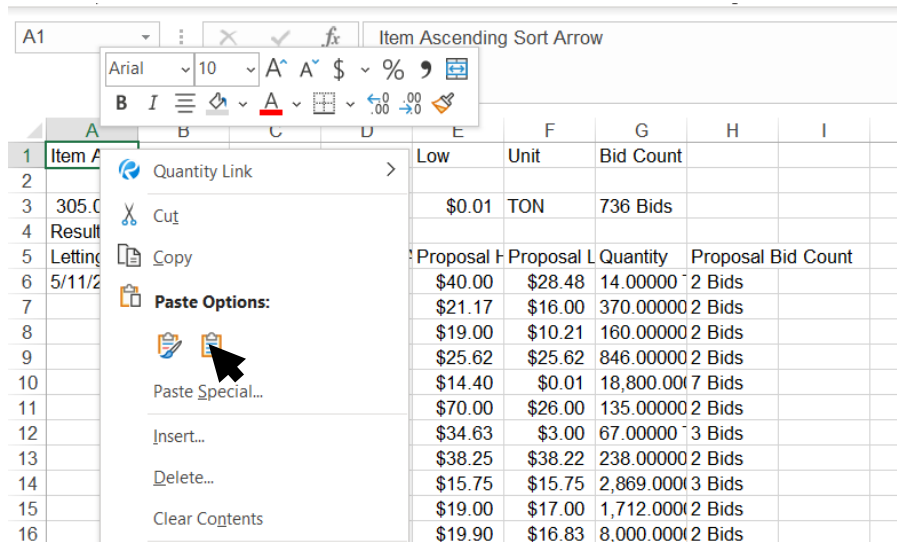 A1 fx Item Ascending Sort Arrow
Arial 10 A A $ % 9
B I A .00 .00
A B C D E F G H I
1 Item A Low Unit Bid Count
Quantity Link
2
3 305.0 $0.01 TON 736 Bids
Cut
4 Result
5 Letting Proposal H Proposal L Quantity Proposal Bid Count
Copy
6 5/11/2 $40.00 $28.48 14.00000 2 Bids
Paste Options:
7 $21.17 $16.00 370.00000 2 Bids
8 $19.00 $10.21 160.00000 2 Bids
9 $25.62 $25.62 846.00000 2 Bids
10 $14.40 $0.01 18,800.00 7 Bids
Paste Special...
11 $70.00 $26.00 135.00000 2 Bids
12 $34.63 $3.00 67.00000 3 Bids
Insert...
13 $38.25 $38.22 238.00000 2 Bids
14 $15.75 $15.75 2,869.000 3 Bids
Delete...
15 $19.00 $17.00 1,712.000 2 Bids
Clear Contents
16 $19.90 $16.83 8,000.000 2 Bids